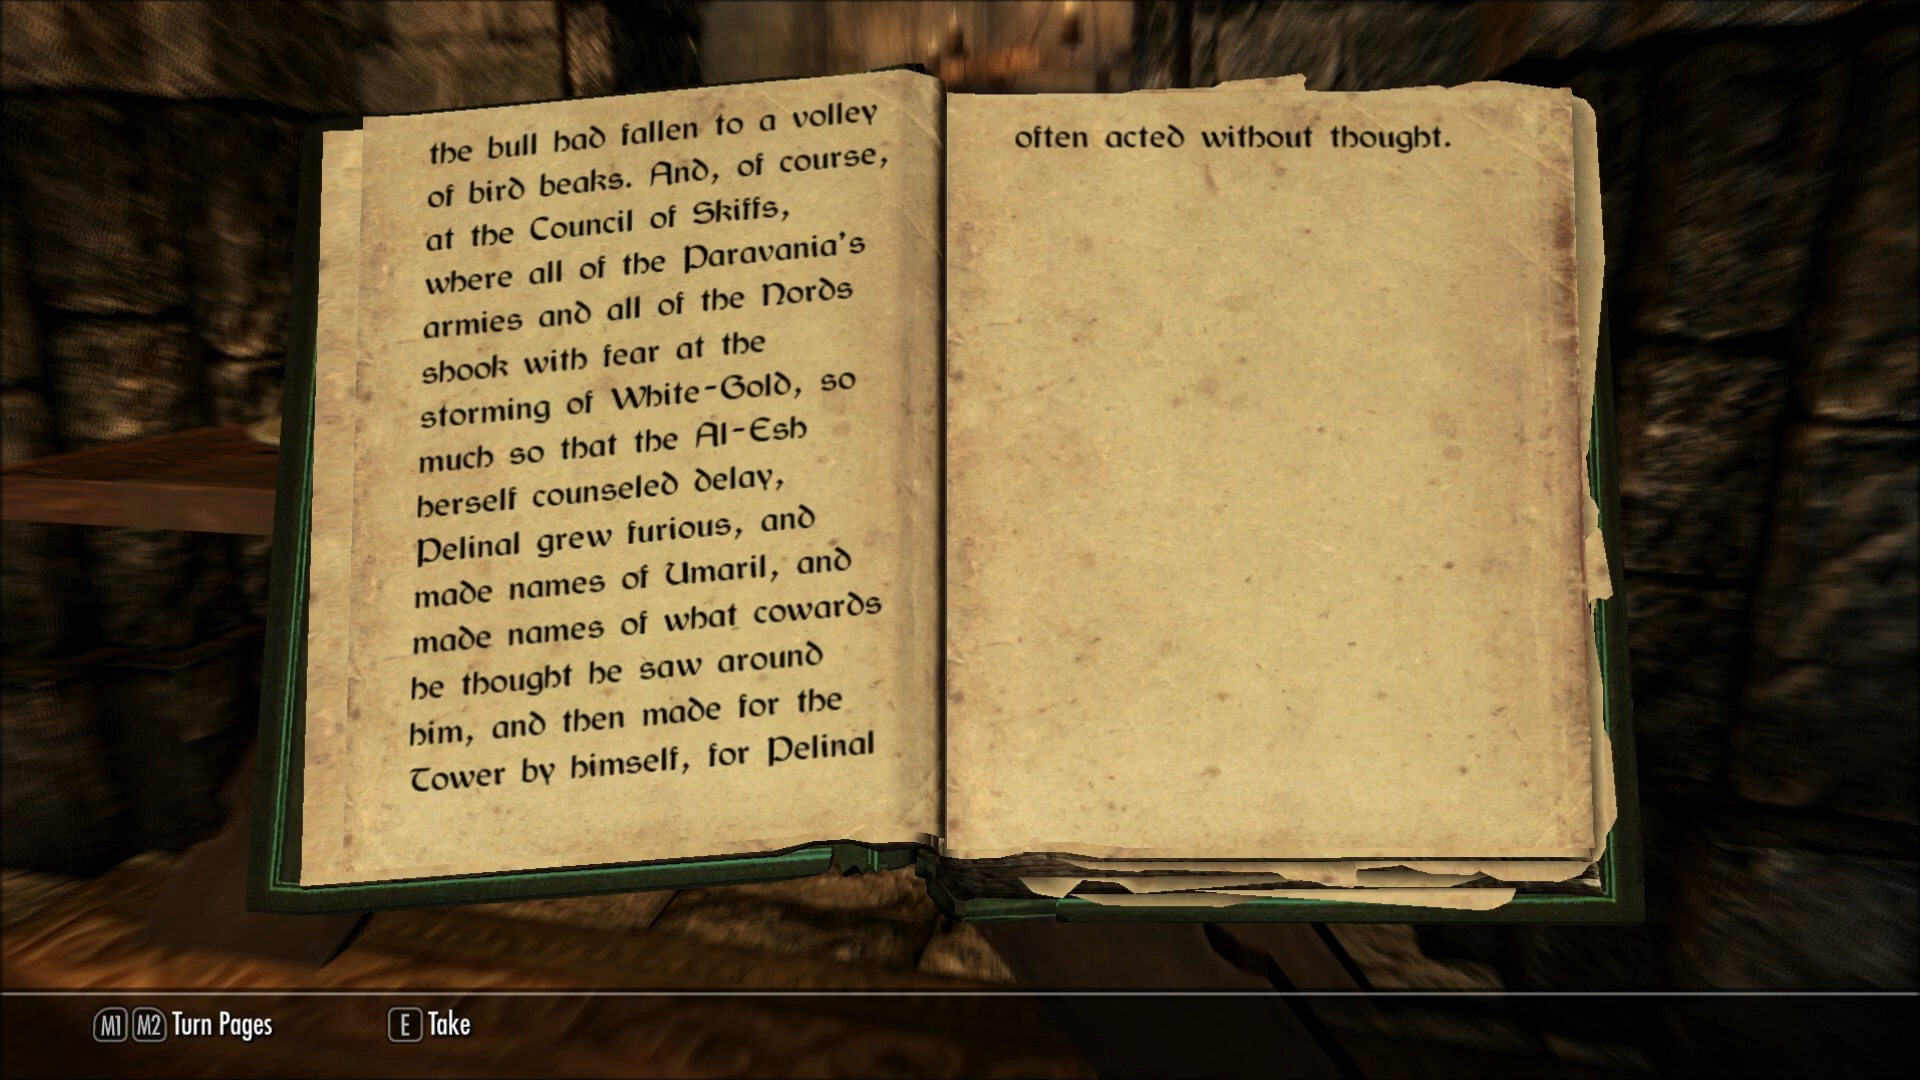 the bull had fallen to a volley
of bird beaks. And, of course,
at the Council of Skiffs,
where all of the Paravania's
armies and all of the Nords
shook with fear at the
storming of White-Gold, so
much so that the Al-Esh
herself counseled delay,
Pelinal grew furious, and
made names of Umaril, and
made names of what cowards
he thought he saw around
him, and then made for the
Tower by himself, for Pelinal
often acted without thought.
M1 M2 Turn Pages
E Take